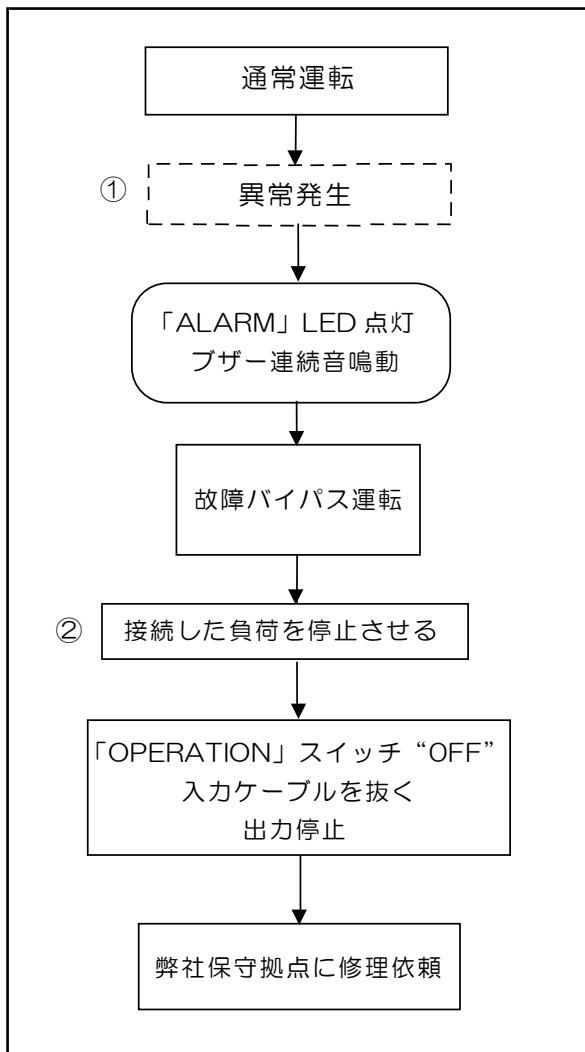 通常運転
① 異常発生
「ALARM」LED 点灯
ブザー連続音鳴動
故障バイパス運転
② 接続した負荷を停止させる
「OPERATION」スイッチ“OFF”
入力ケーブルを抜く
出力停止
弊社保守拠点に修理依頼